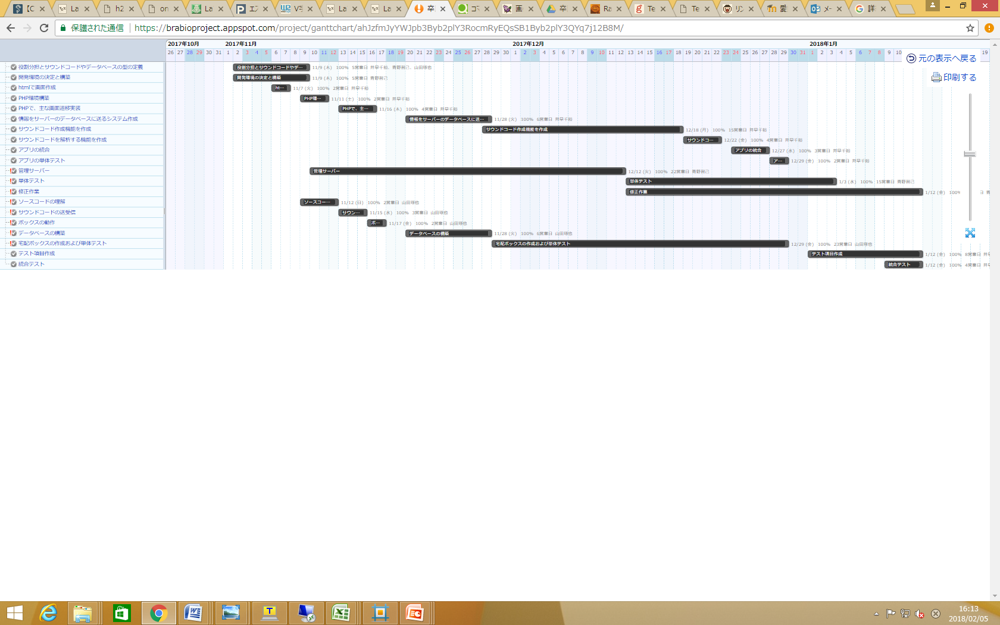 【C La h2 on La エス V字 La La 卒 コマ 画 卒 Ra Te Te リン 愛 メー 詳
保護された通信 https://brabioproject.appspot.com/project/ganttchart/ahJzfmJyYWJpb3Byb2plY3RocmRyEQsSB1Byb2plY3QYq7j12B8M/
2017年10月 2017年11月 2017年12月 2018年1月
26 27 28 29 30 31 1 2 3 4 5 6 7 8 9 10 11 12 13 14 15 16 17 18 19 20 21 22 23 24 25 26 27 28 29 30 1 2 3 4 5 6 7 8 9 10 11 12 13 14 15 16 17 18 19 20 21 22 23 24 25 26 27 28 29 30 31 1 2 3 4 5 6 7 8 9 10 19
元の表示へ戻る
印刷する
役割分担とサウンドコードやデータベースの型の定義 役割分担とサウンドコードやデ… 11/9 (木) 100% 5営業日 井早千裕、青野智己、山田琢也
開発環境の決定と構築 開発環境の決定と構築 11/9 (木) 100% 5営業日 青野智己
htmlで画面作成 ht… 11/7 (火) 100% 2営業日 井早千裕
PHP環境構築 PHP環… 11/11 (土) 100% 2営業日 井早千裕
PHPで、主な画面遷移実装 PHPで、主… 11/16 (木) 100% 4営業日 井早千裕
情報をサーバーのデータベースに送るシステム作成 情報をサーバーのデータベースに送… 11/28 (火) 100% 6営業日 井早千裕
サウンドコード作成機能を作成 サウンドコード作成機能を作成 12/18 (月) 100% 15営業日 井早千裕
サウンドコードを解析する機能を作成 サウンドコ… 12/22 (金) 100% 4営業日 井早千裕
アプリの統合 アプリの統合 12/27 (水) 100% 3営業日 井早千裕
アプリの単体テスト ア… 12/29 (金) 100% 2営業日 井早千裕
管理サーバー 管理サーバー 12/12 (火) 100% 22営業日 青野智己
単体テスト 単体テスト 1/3 (水) 100% 15営業日 青野智己
修正作業 修正作業 1/12 (金) 100% 日 青
ソースコードの理解 ソースコー… 11/12 (日) 100% 2営業日 山田琢也
サウンドコードの送受信 サウン… 11/15 (水) 100% 3営業日 山田琢也
ボックスの動作 ボ… 11/17 (金) 100% 2営業日 山田琢也
データベースの構築 データベースの構築 11/28 (火) 100% 6営業日 山田琢也
宅配ボックスの作成および単体テスト 宅配ボックスの作成および単体テスト 12/29 (金) 100% 23営業日 山田琢也
テスト項目作成 テスト項目作成 1/12 (金) 100% 8営業日 井早
統合テスト 統合テスト 1/12 (金) 100% 4営業日 井早
16:13
2018/02/05